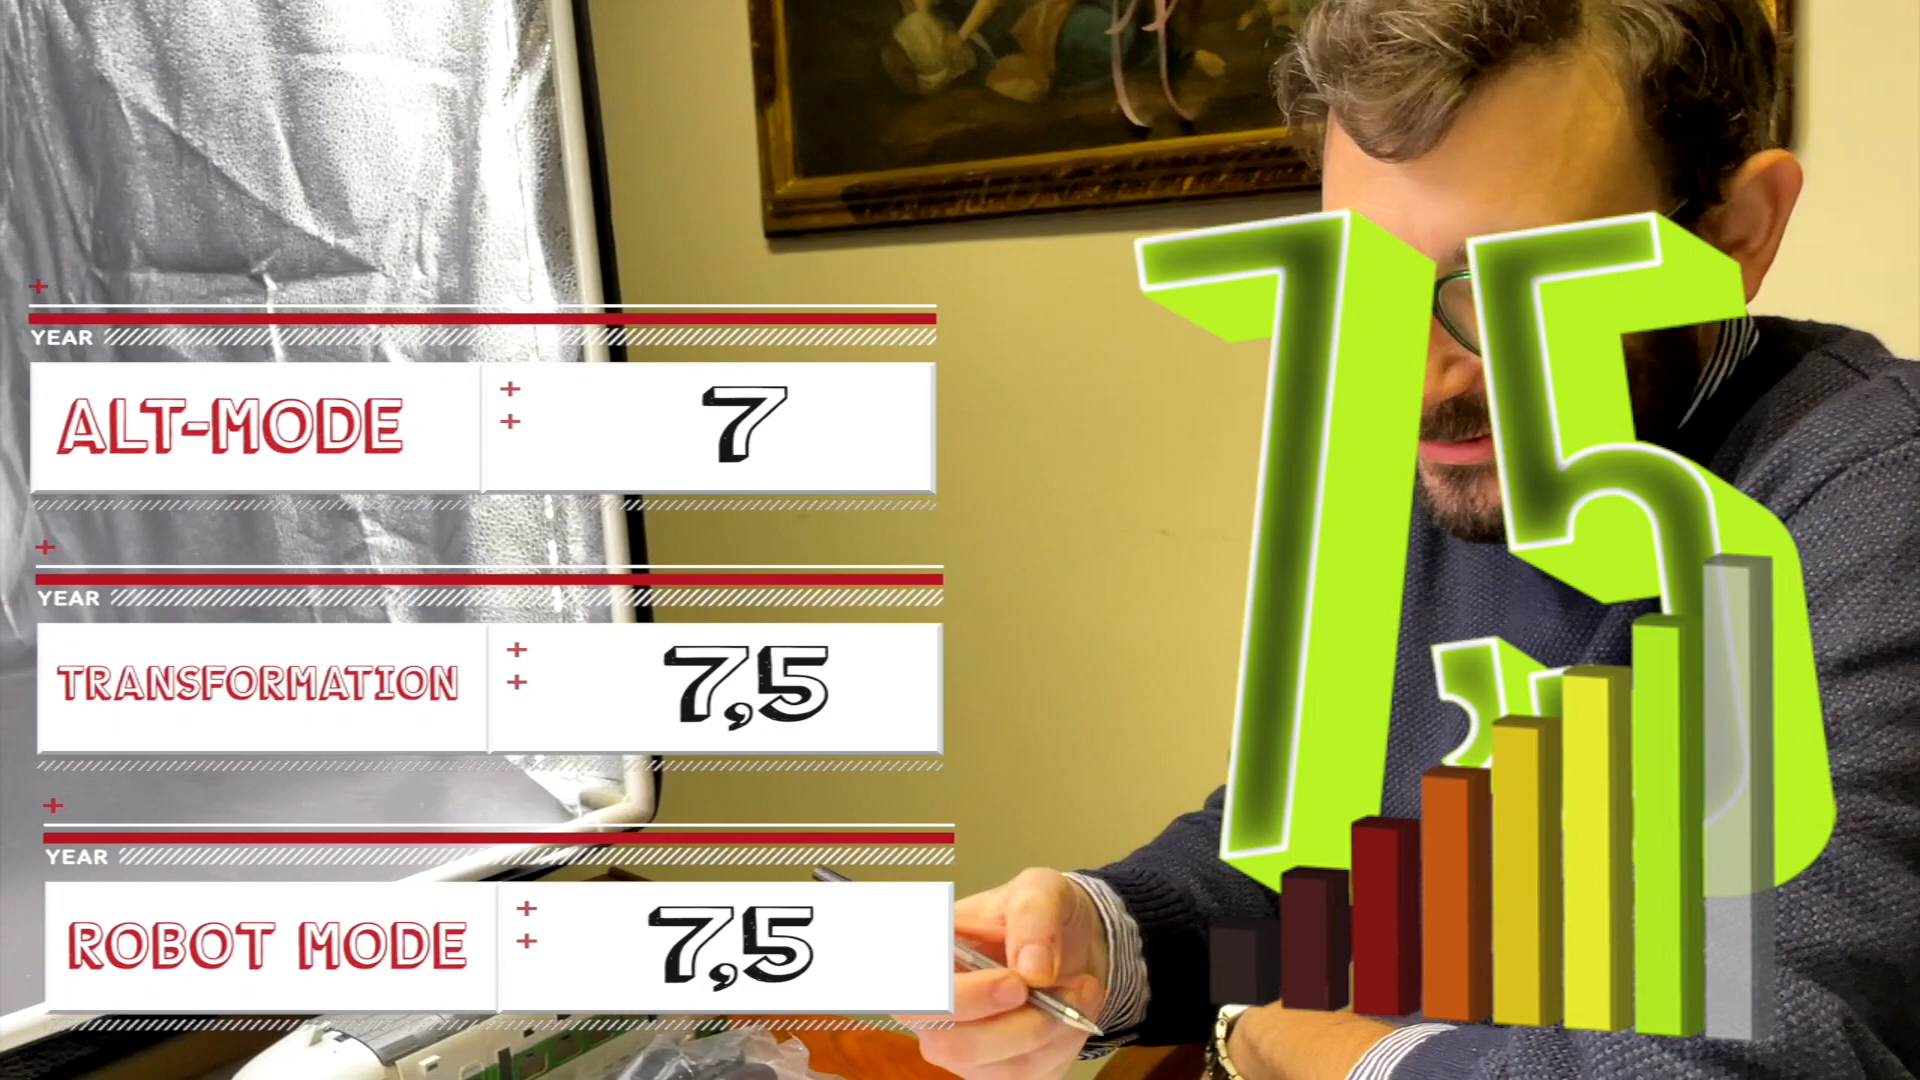 YEAR
ALT-MODE 7
YEAR
TRANSFORMATION 7,5
YEAR
ROBOT MODE 7,5
7,5